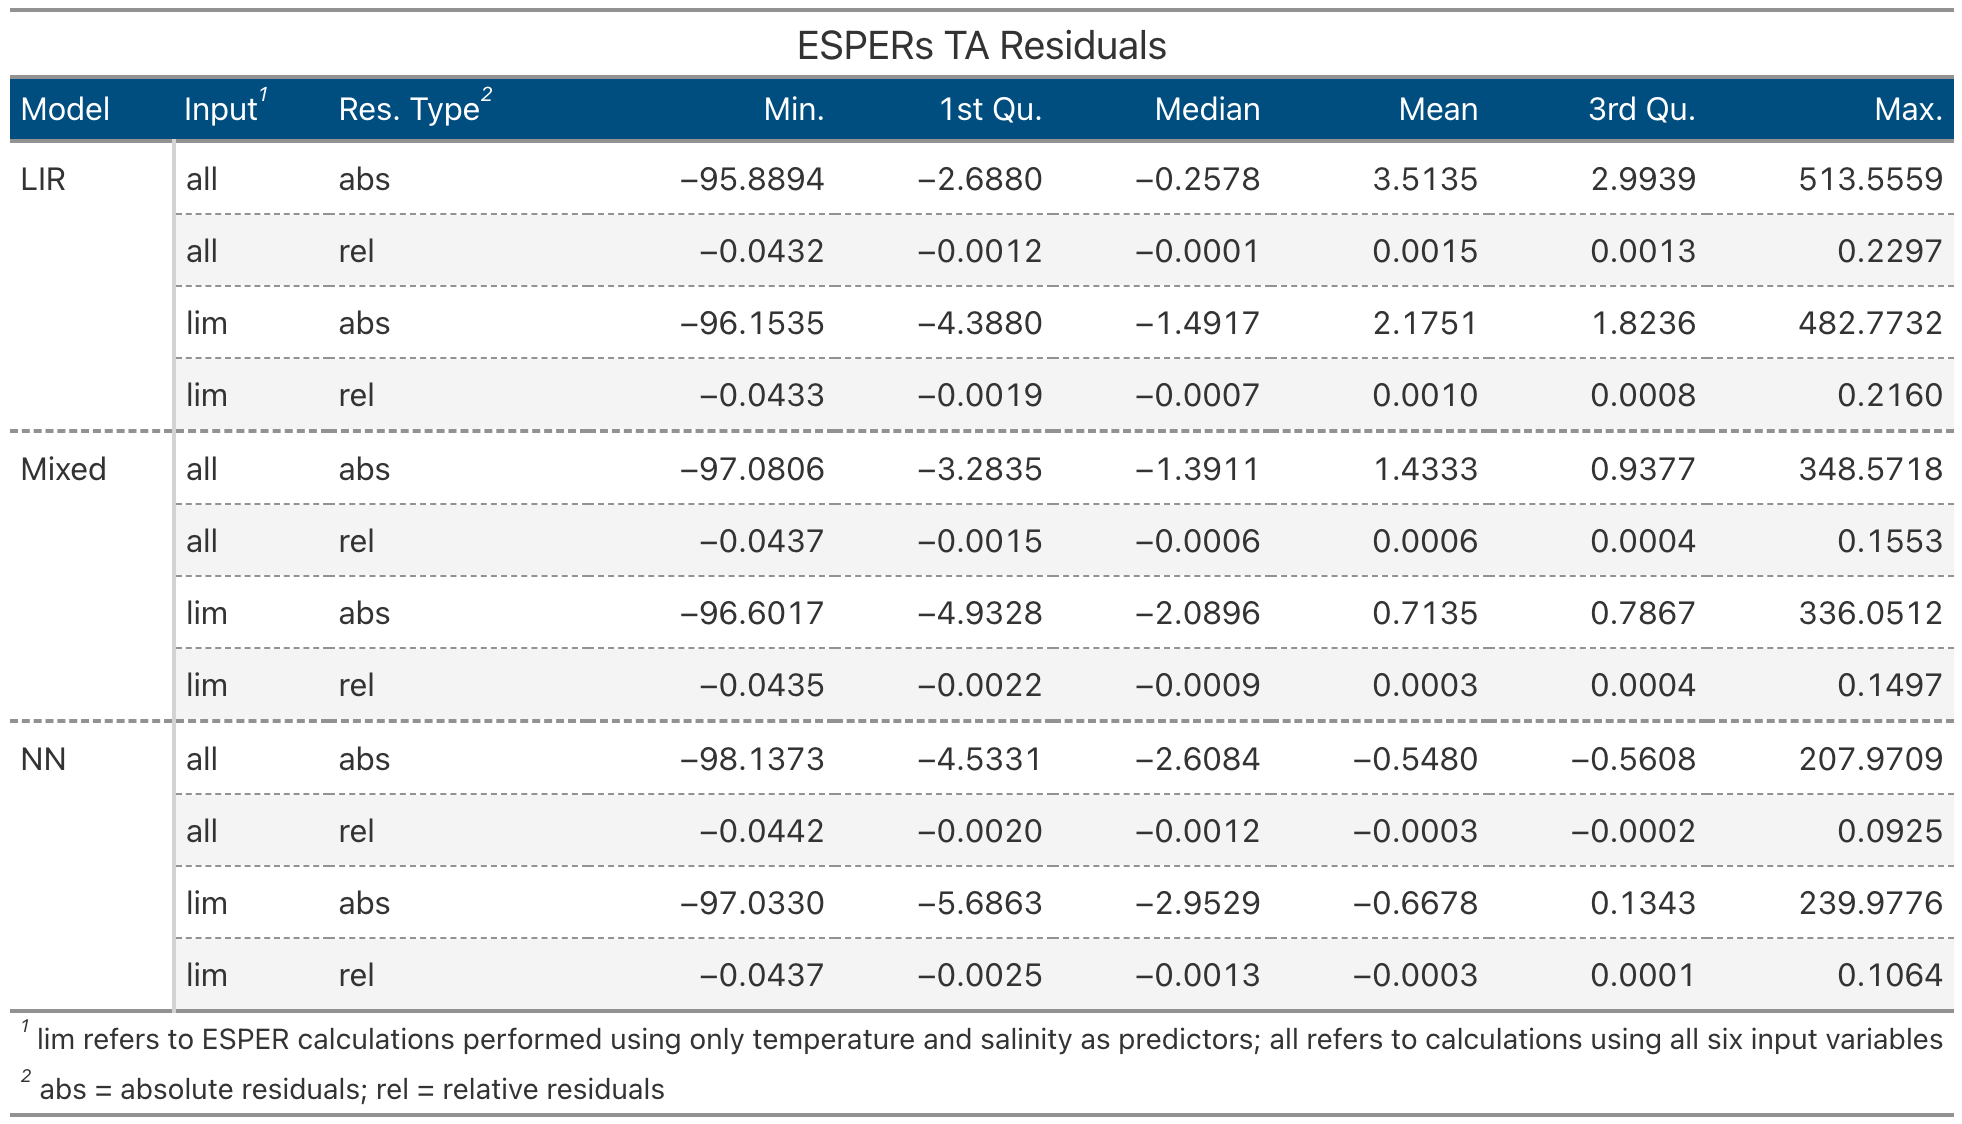 ESPERs TA Residuals
Model Input1 Res. Type2 Min. 1st Qu. Median Mean 3rd Qu. Max.
LIR all abs −95.8894 −2.6880 −0.2578 3.5135 2.9939 513.5559
all rel −0.0432 −0.0012 −0.0001 0.0015 0.0013 0.2297
lim abs −96.1535 −4.3880 −1.4917 2.1751 1.8236 482.7732
lim rel −0.0433 −0.0019 −0.0007 0.0010 0.0008 0.2160
Mixed all abs −97.0806 −3.2835 −1.3911 1.4333 0.9377 348.5718
all rel −0.0437 −0.0015 −0.0006 0.0006 0.0004 0.1553
lim abs −96.6017 −4.9328 −2.0896 0.7135 0.7867 336.0512
lim rel −0.0435 −0.0022 −0.0009 0.0003 0.0004 0.1497
NN all abs −98.1373 −4.5331 −2.6084 −0.5480 −0.5608 207.9709
all rel −0.0442 −0.0020 −0.0012 −0.0003 −0.0002 0.0925
lim abs −97.0330 −5.6863 −2.9529 −0.6678 0.1343 239.9776
lim rel −0.0437 −0.0025 −0.0013 −0.0003 0.0001 0.1064
1 lim refers to ESPER calculations performed using only temperature and salinity as predictors; all refers to calculations using all six input variables
2 abs = absolute residuals; rel = relative residuals